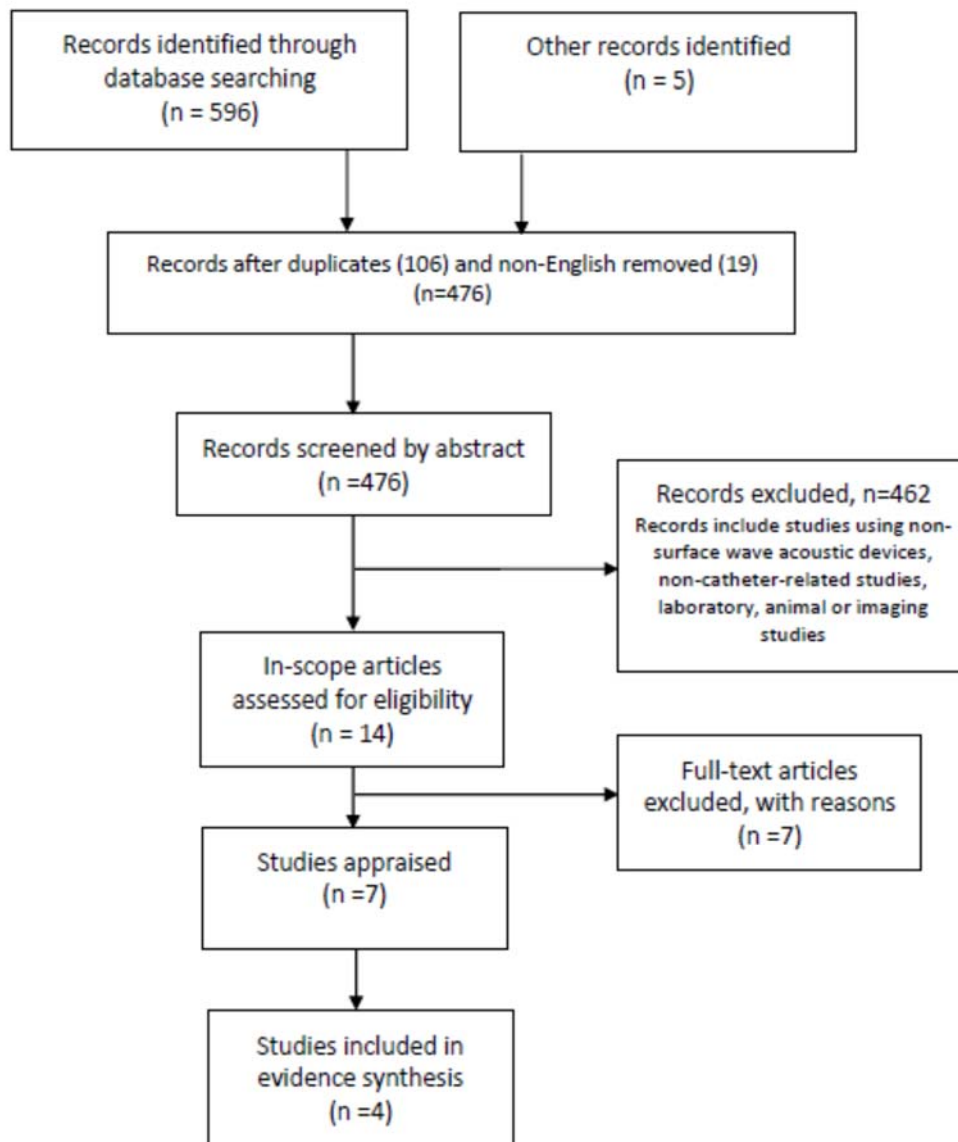 Records identified through
database searching
(n = 596)
Other records identified
(n = 5)
Records after duplicates (106) and non-English removed (19)
(n=476)
Records screened by abstract
(n =476)
Records excluded, n=462
Records include studies using non-
surface wave acoustic devices,
non-catheter-related studies,
laboratory, animal or imaging
studies
In-scope articles
assessed for eligibility
(n = 14)
Full-text articles
excluded, with reasons
(n =7)
Studies appraised
(n =7)
Studies included in
evidence synthesis
(n =4)